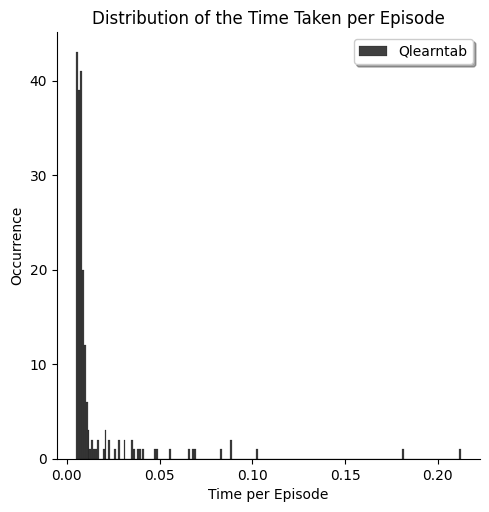 Distribution of the Time Taken per Episode
Qlearntab
40
30
20
10
0
Occurrence
0.00 0.05 0.10 0.15 0.20
Time per Episode